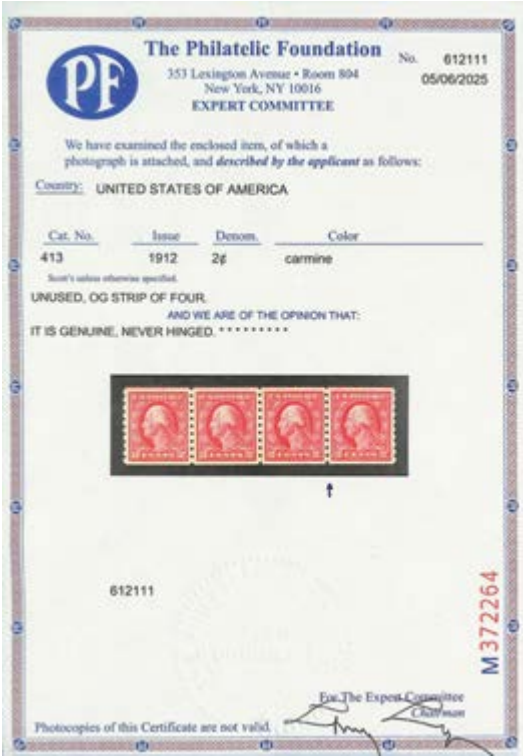 PF
The Philatelic Foundation
No. 612111
353 Lexington Avenue • Room 804
05/06/2025
New York, NY 10016
EXPERT COMMITTEE
We have examined the enclosed item, of which a
photograph is attached, and described by the applicant as follows:
Country: UNITED STATES OF AMERICA
Cat. No. Issue Denom. Color
413 1912 2¢ carmine
Scott's unless otherwise specified.
UNUSED, OG STRIP OF FOUR.
AND WE ARE OF THE OPINION THAT:
IT IS GENUINE, NEVER HINGED. * * * * * * * * *
612111
M 372264
For The Expert Committee
Chairman
Photocopies of this Certificate are not valid.